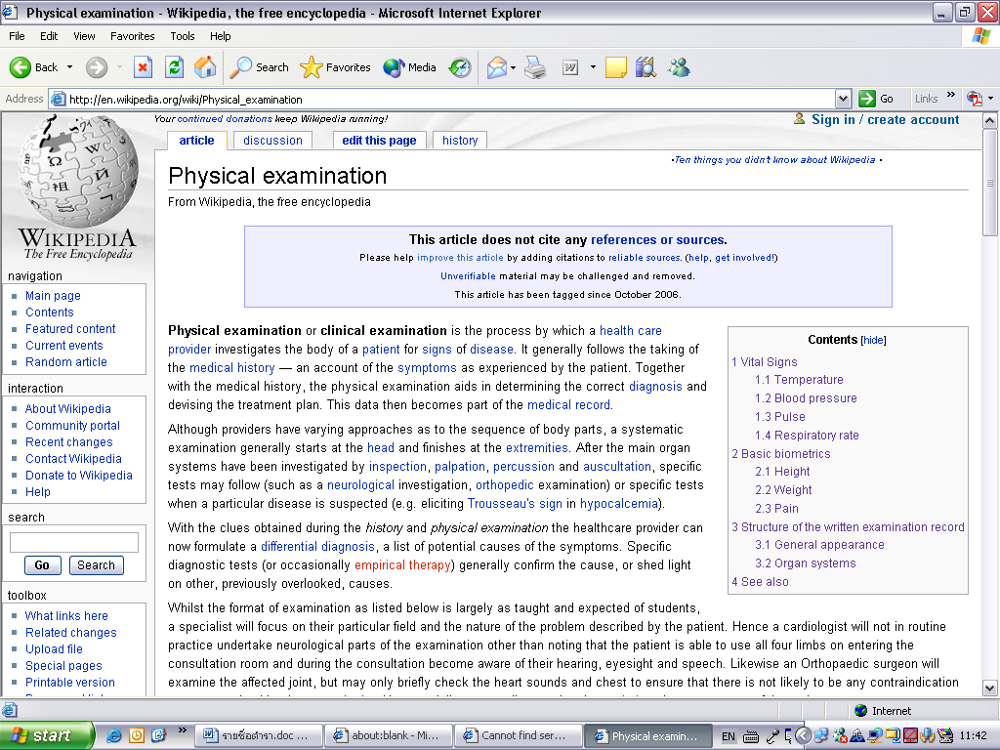 Physical examination - Wikipedia, the free encyclopedia - Microsoft Internet Explorer
File Edit View Favorites Tools Help
Back Search Favorites Media
Address http://en.wikipedia.org/wiki/Physical_examination Go Links »
Your continued donations keep Wikipedia running!
Sign in / create account
article discussion edit this page history
•Ten things you didn't know about Wikipedia •
Physical examination
From Wikipedia, the free encyclopedia
This article does not cite any references or sources.
Please help improve this article by adding citations to reliable sources. (help, get involved!)
Unverifiable material may be challenged and removed.
This article has been tagged since October 2006.
Physical examination or clinical examination is the process by which a health care
provider investigates the body of a patient for signs of disease. It generally follows the taking of
the medical history — an account of the symptoms as experienced by the patient. Together
with the medical history, the physical examination aids in determining the correct diagnosis and
devising the treatment plan. This data then becomes part of the medical record.
Although providers have varying approaches as to the sequence of body parts, a systematic
examination generally starts at the head and finishes at the extremities. After the main organ
systems have been investigated by inspection, palpation, percussion and auscultation, specific
tests may follow (such as a neurological investigation, orthopedic examination) or specific tests
when a particular disease is suspected (e.g. eliciting Trousseau's sign in hypocalcemia).
With the clues obtained during the history and physical examination the healthcare provider can
now formulate a differential diagnosis, a list of potential causes of the symptoms. Specific
diagnostic tests (or occasionally empirical therapy) generally confirm the cause, or shed light
on other, previously overlooked, causes.
Whilst the format of examination as listed below is largely as taught and expected of students,
a specialist will focus on their particular field and the nature of the problem described by the patient. Hence a cardiologist will not in routine
practice undertake neurological parts of the examination other than noting that the patient is able to use all four limbs on entering the
consultation room and during the consultation become aware of their hearing, eyesight and speech. Likewise an Orthopaedic surgeon will
examine the affected joint, but may only briefly check the heart sounds and chest to ensure that there is not likely to be any contraindication
Contents [hide]
1 Vital Signs
1.1 Temperature
1.2 Blood pressure
1.3 Pulse
1.4 Respiratory rate
2 Basic biometrics
2.1 Height
2.2 Weight
2.3 Pain
3 Structure of the written examination record
3.1 General appearance
3.2 Organ systems
4 See also
WIKIPEDIA
The Free Encyclopedia
navigation
Main page
Contents
Featured content
Current events
Random article
interaction
About Wikipedia
Community portal
Recent changes
Contact Wikipedia
Donate to Wikipedia
Help
search
Go Search
toolbox
What links here
Related changes
Upload file
Special pages
Printable version
Internet
start » รายชื่อตำรา.doc ... about:blank - Mi... Cannot find ser... Physical examin... EN 11:42